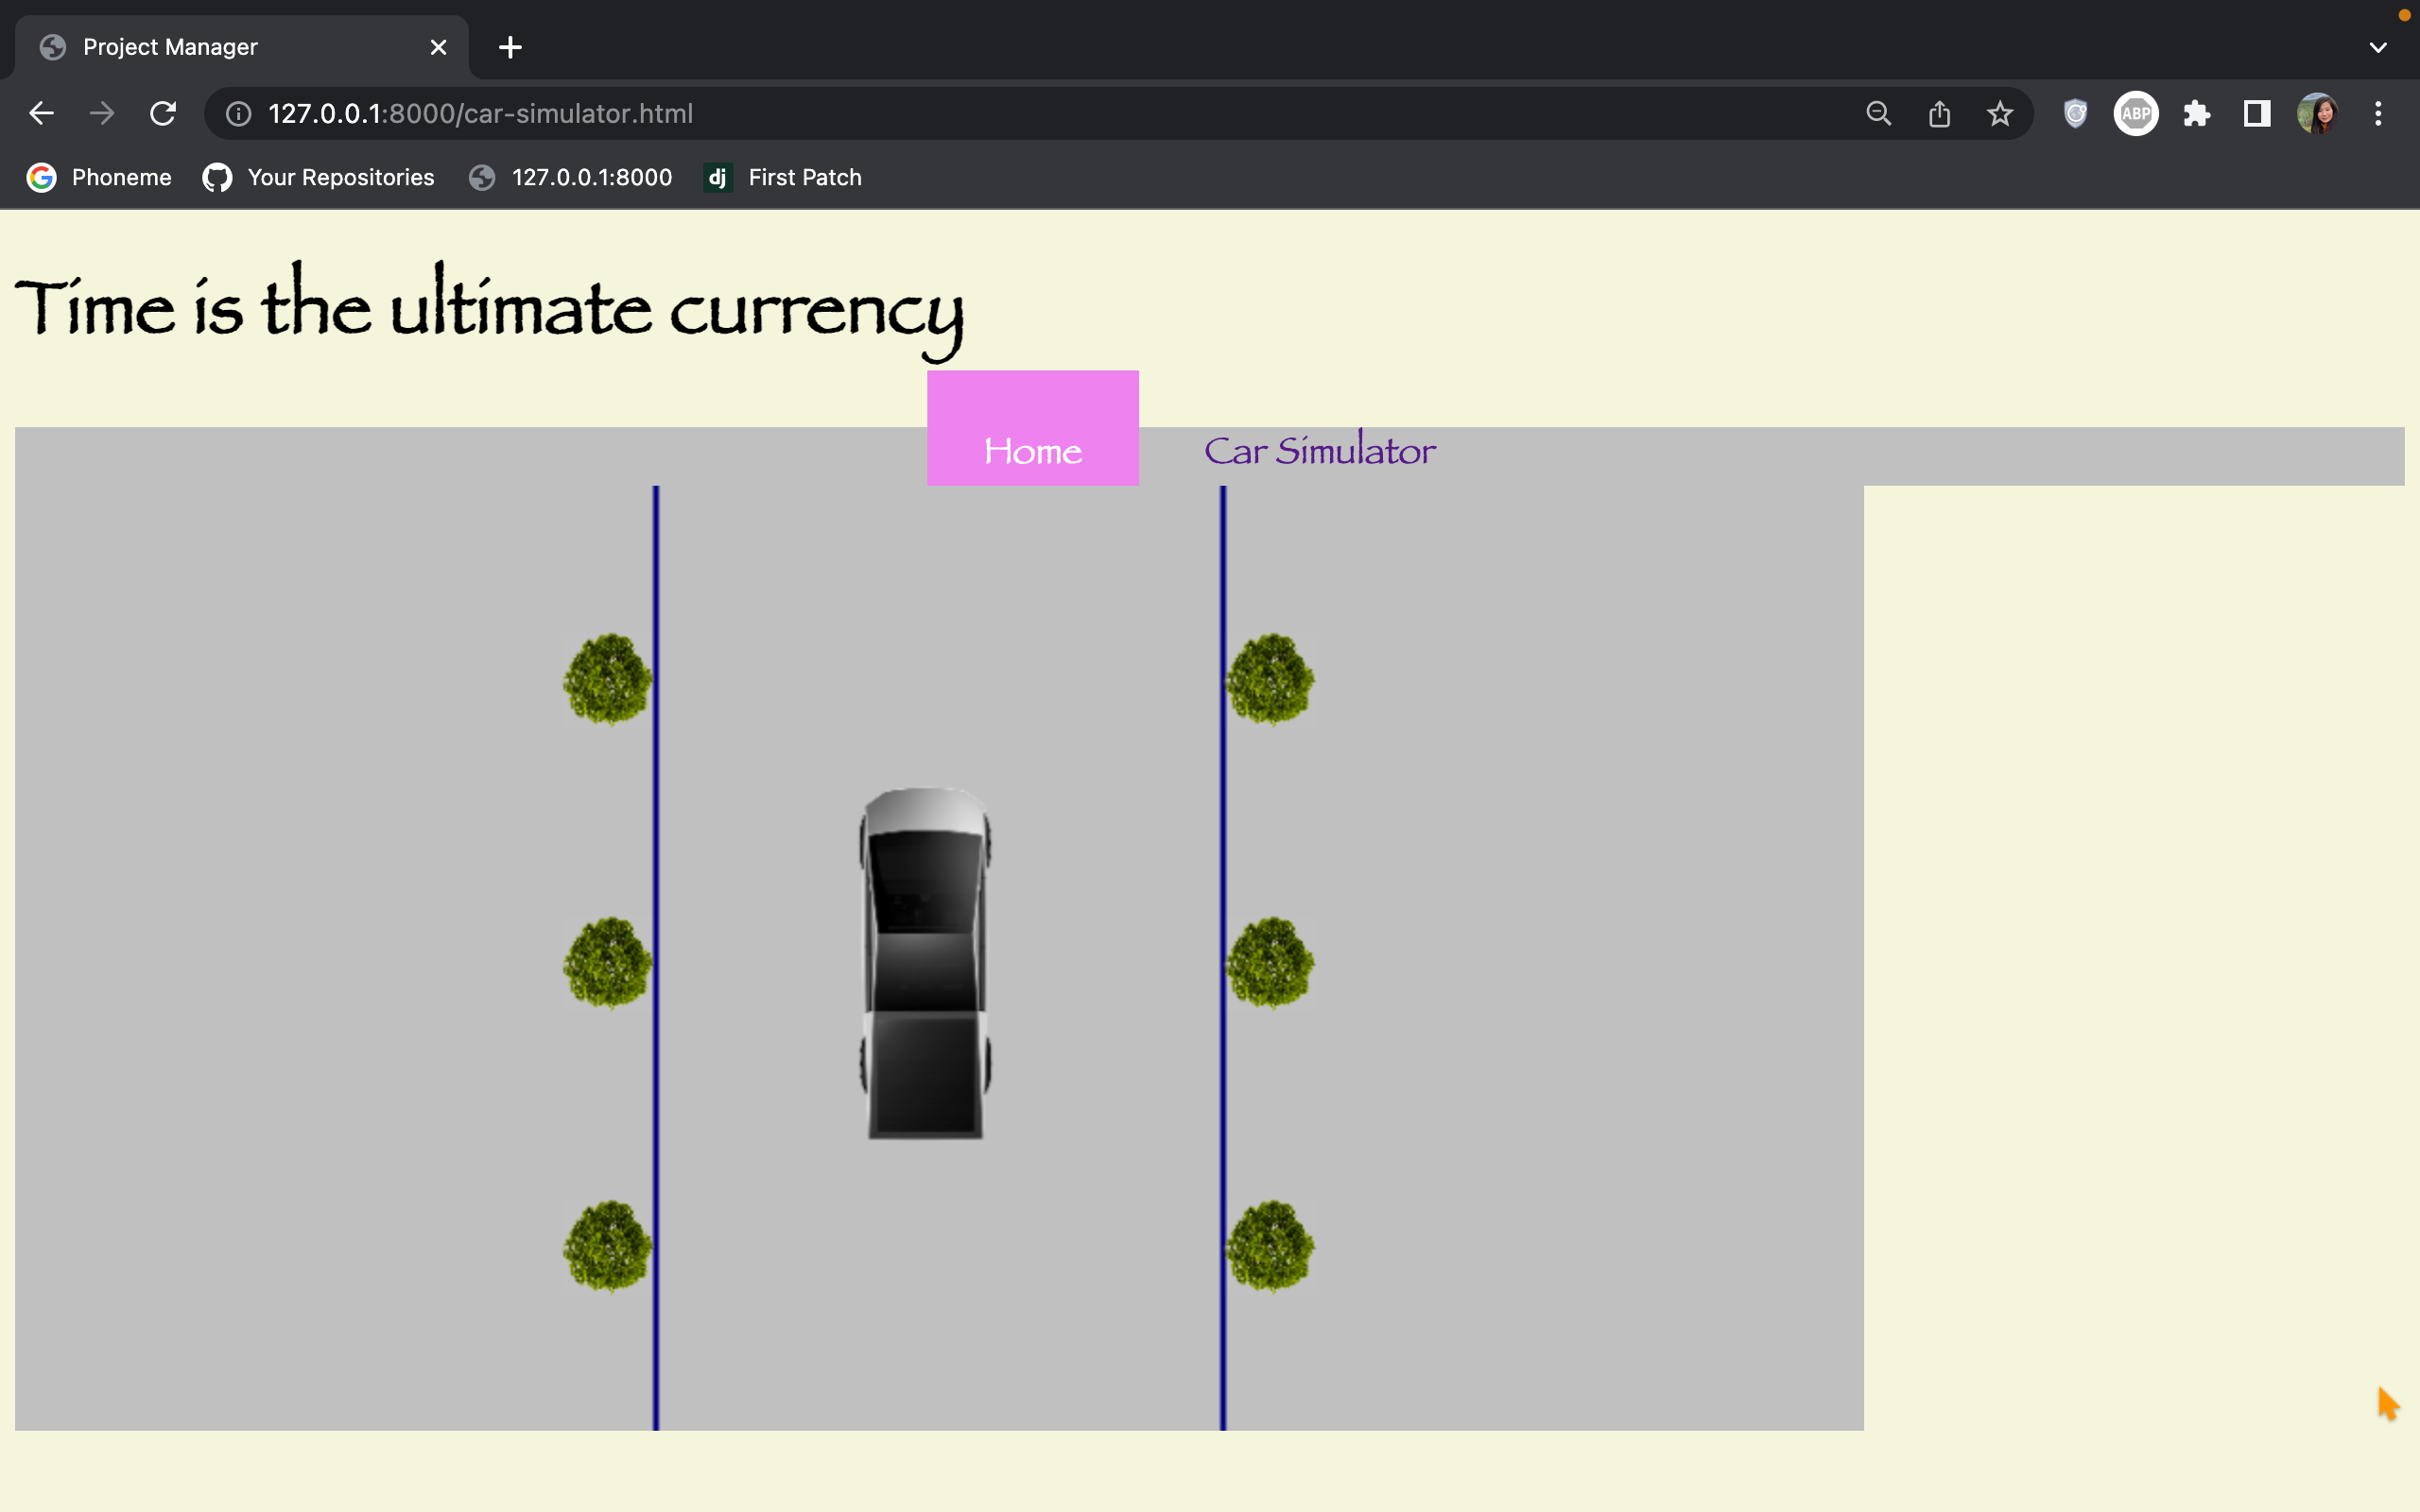 Project Manager
127.0.0.1:8000/car-simulator.html
ABP
Phoneme Your Repositories 127.0.0.1:8000 dj First Patch
Time is the ultimate currency
Home Car Simulator